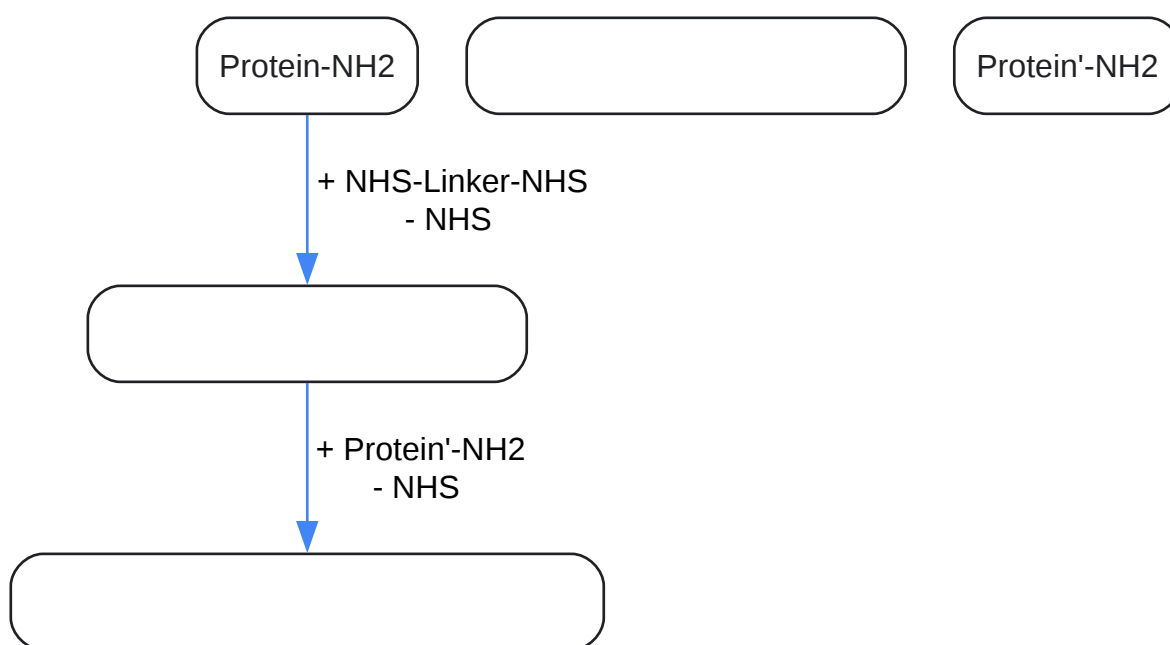 Protein-NH2
Protein'-NH2
+ NHS-Linker-NHS
- NHS
+ Protein'-NH2
- NHS